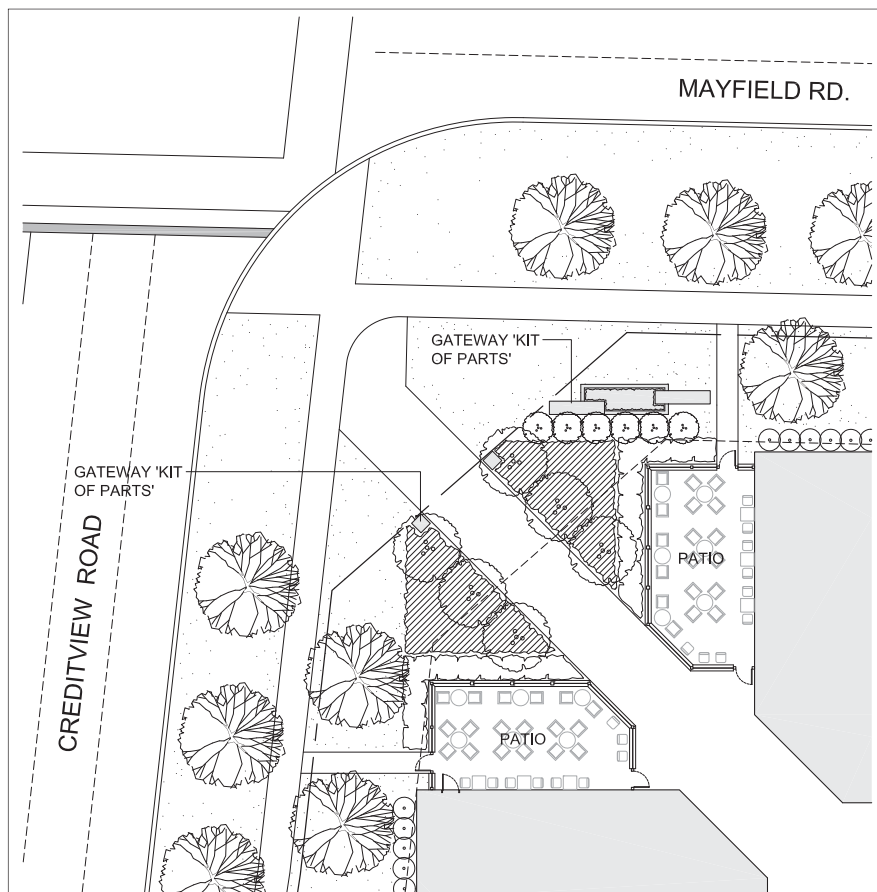 MAYFIELD RD.
GATEWAY 'KIT
OF PARTS'
GATEWAY 'KIT
OF PARTS'
CREDITVIEW ROAD
PATIO
PATIO